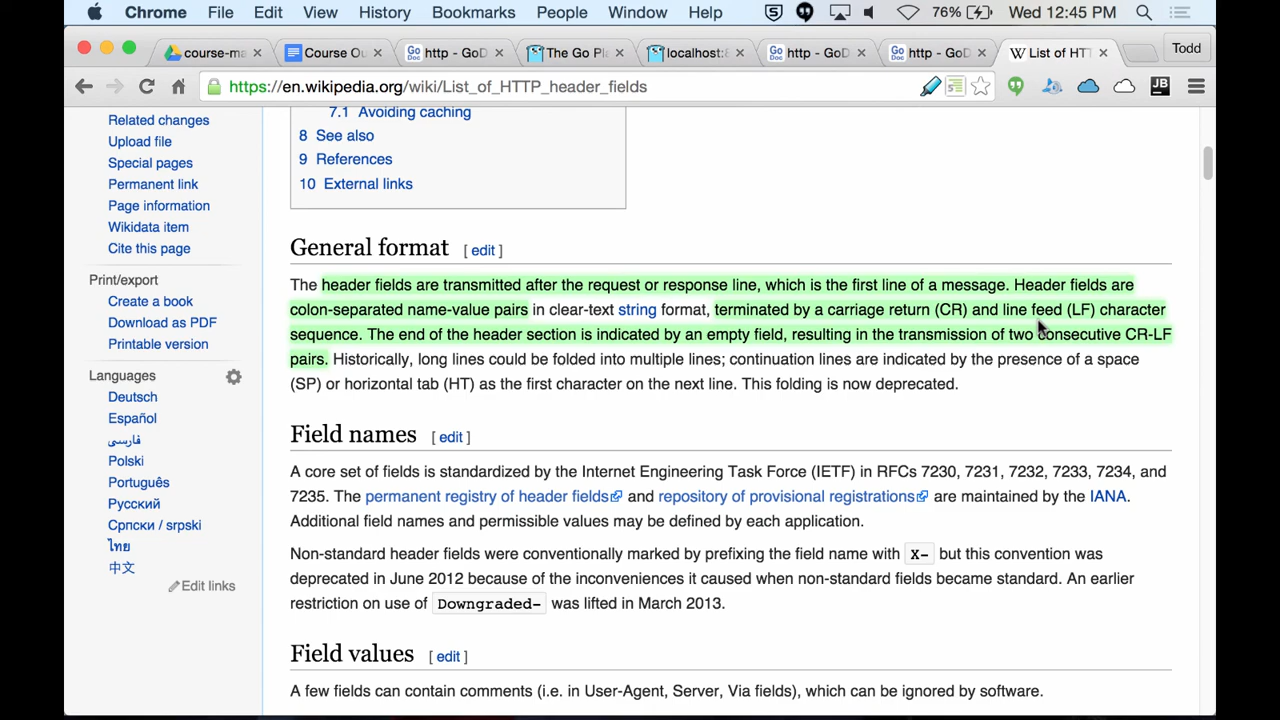 Chrome File Edit View History Bookmarks People Window Help 76% Wed 12:45 PM
course-ma Course Ou http - GoD The Go Pla localhost: http - GoD http - GoD List of HT Todd
https://en.wikipedia.org/wiki/List_of_HTTP_header_fields
Related changes
Upload file
Special pages
Permanent link
Page information
Wikidata item
Cite this page
Print/export
Create a book
Download as PDF
Printable version
Languages
Deutsch
Español
فارسی
Polski
Português
Русский
Српски / srpski
ไทย
中文
Edit links
7.1 Avoiding caching
8 See also
9 References
10 External links
General format [ edit ]
The header fields are transmitted after the request or response line, which is the first line of a message. Header fields are
colon-separated name-value pairs in clear-text string format, terminated by a carriage return (CR) and line feed (LF) character
sequence. The end of the header section is indicated by an empty field, resulting in the transmission of two consecutive CR-LF
pairs. Historically, long lines could be folded into multiple lines; continuation lines are indicated by the presence of a space
(SP) or horizontal tab (HT) as the first character on the next line. This folding is now deprecated.
Field names [ edit ]
A core set of fields is standardized by the Internet Engineering Task Force (IETF) in RFCs 7230, 7231, 7232, 7233, 7234, and
7235. The permanent registry of header fields and repository of provisional registrations are maintained by the IANA.
Additional field names and permissible values may be defined by each application.
Non-standard header fields were conventionally marked by prefixing the field name with X- but this convention was
deprecated in June 2012 because of the inconveniences it caused when non-standard fields became standard. An earlier
restriction on use of Downgraded- was lifted in March 2013.
Field values [ edit ]
A few fields can contain comments (i.e. in User-Agent, Server, Via fields), which can be ignored by software.